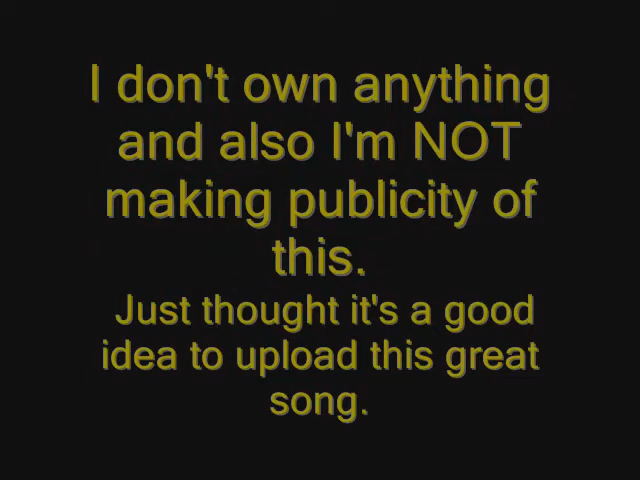 I don't own anything
and also I'm NOT
making publicity of
this.
Just thought it's a good
idea to upload this great
song.